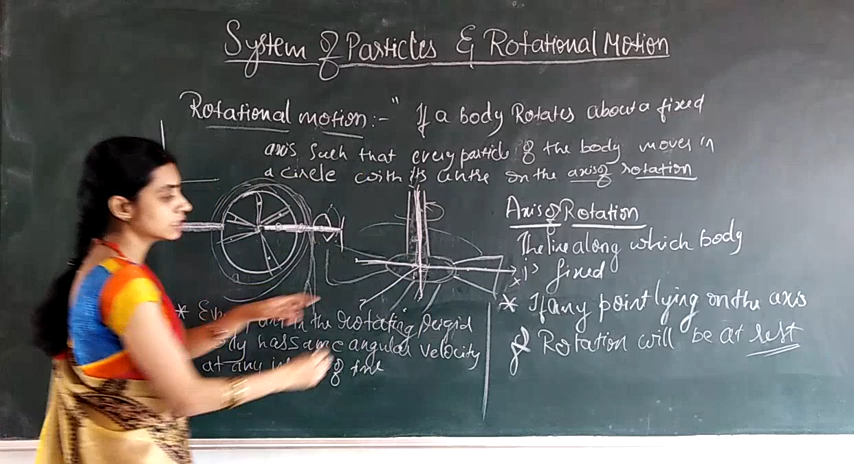 System of Particles & Rotational Motion
Rotational motion:- " If a body Rotates about a fixed
axis such that every particle of the body moves in
a circle with its centre on the axis of rotation
Axis of Rotation
The line along which body
is fixed
* If any point lying on the axis
of Rotation will be at rest
* in the rotating rigid
has same angular velocity
at any of time